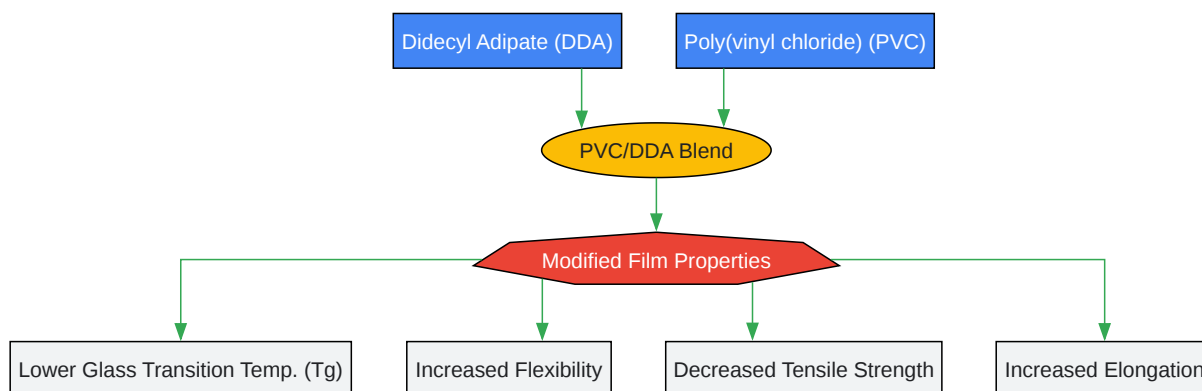 Didecyl Adipate (DDA)
Poly(vinyl chloride) (PVC)
PVC/DDA Blend
Modified Film Properties
Lower Glass Transition Temp. (Tg)
Increased Flexibility
Decreased Tensile Strength
Increased Elongation